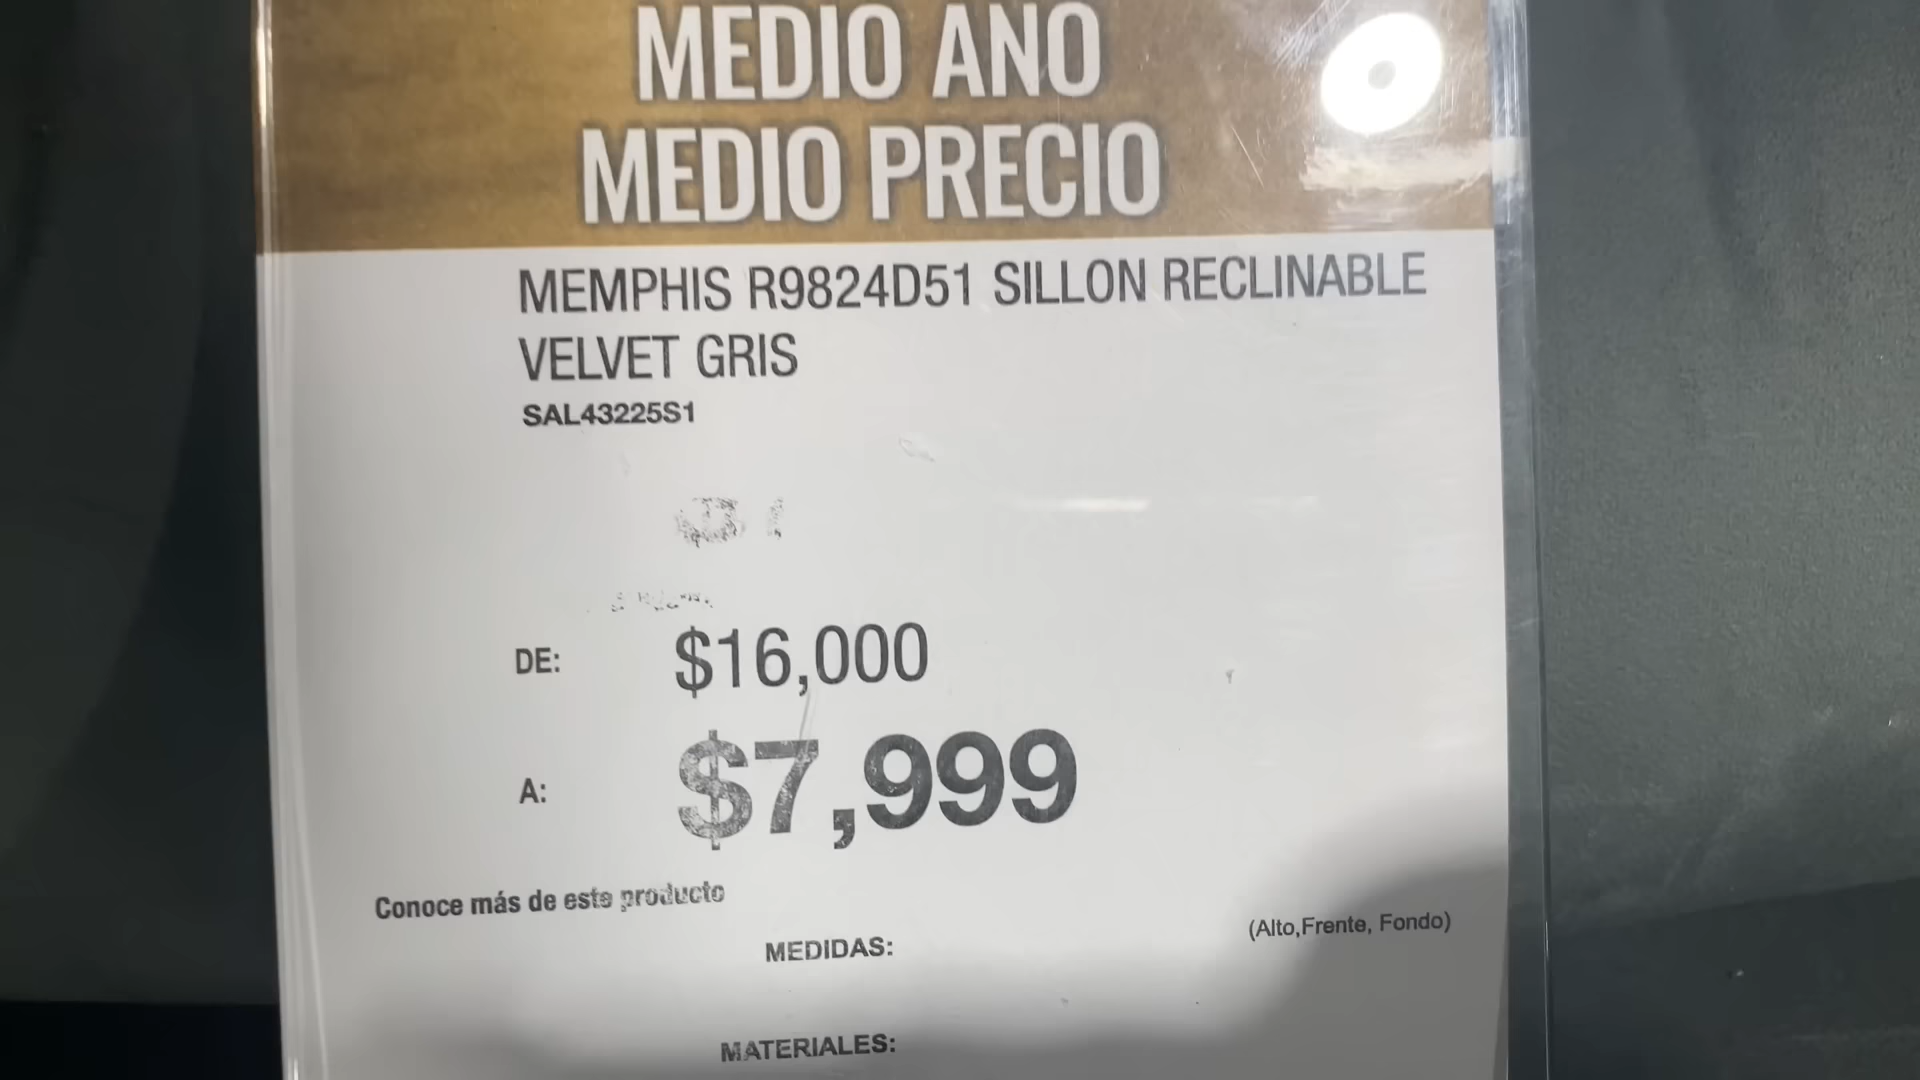 MEDIO AÑO
MEDIO PRECIO
MEMPHIS R9824D51 SILLON RECLINABLE
VELVET GRIS
SAL43225S1
DE: $16,000
A: $7,999
Conoce más de este producto
(Alto,Frente, Fondo)
MEDIDAS:
MATERIALES: